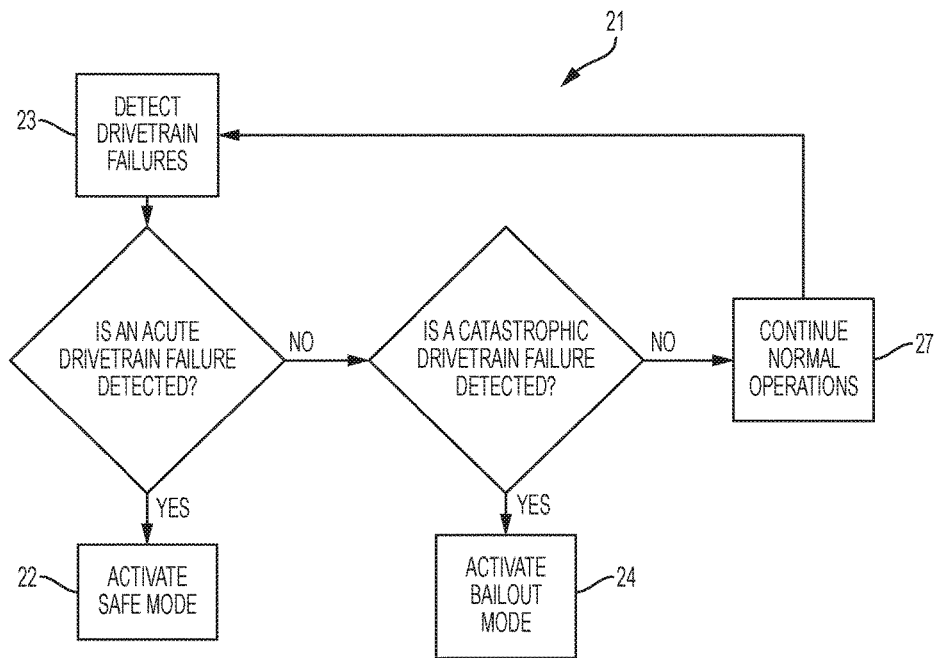 21
23
DETECT
DRIVETRAIN
FAILURES
IS AN ACUTE
DRIVETRAIN FAILURE
DETECTED?
NO
IS A CATASTROPHIC
DRIVETRAIN FAILURE
DETECTED?
NO
CONTINUE
NORMAL
OPERATIONS
27
YES
YES
22
ACTIVATE
SAFE MODE
ACTIVATE
BAILOUT
MODE
24